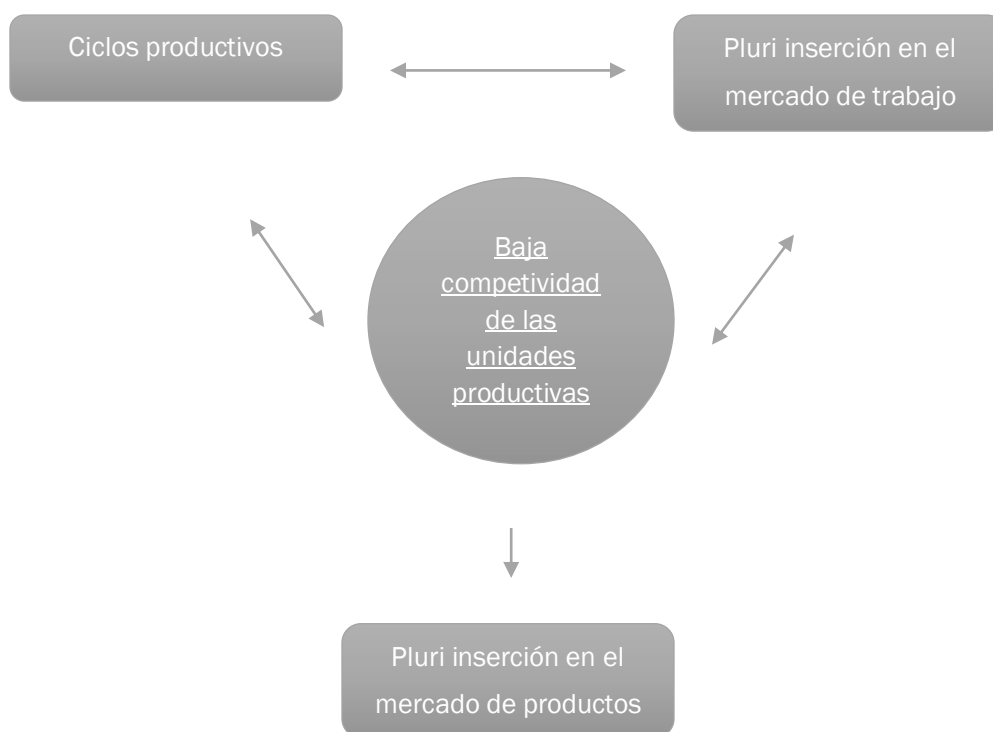 Ciclos productivos
Pluri inserción en el
mercado de trabajo
Baja
competividad
de las
unidades
productivas
Pluri inserción en el
mercado de productos